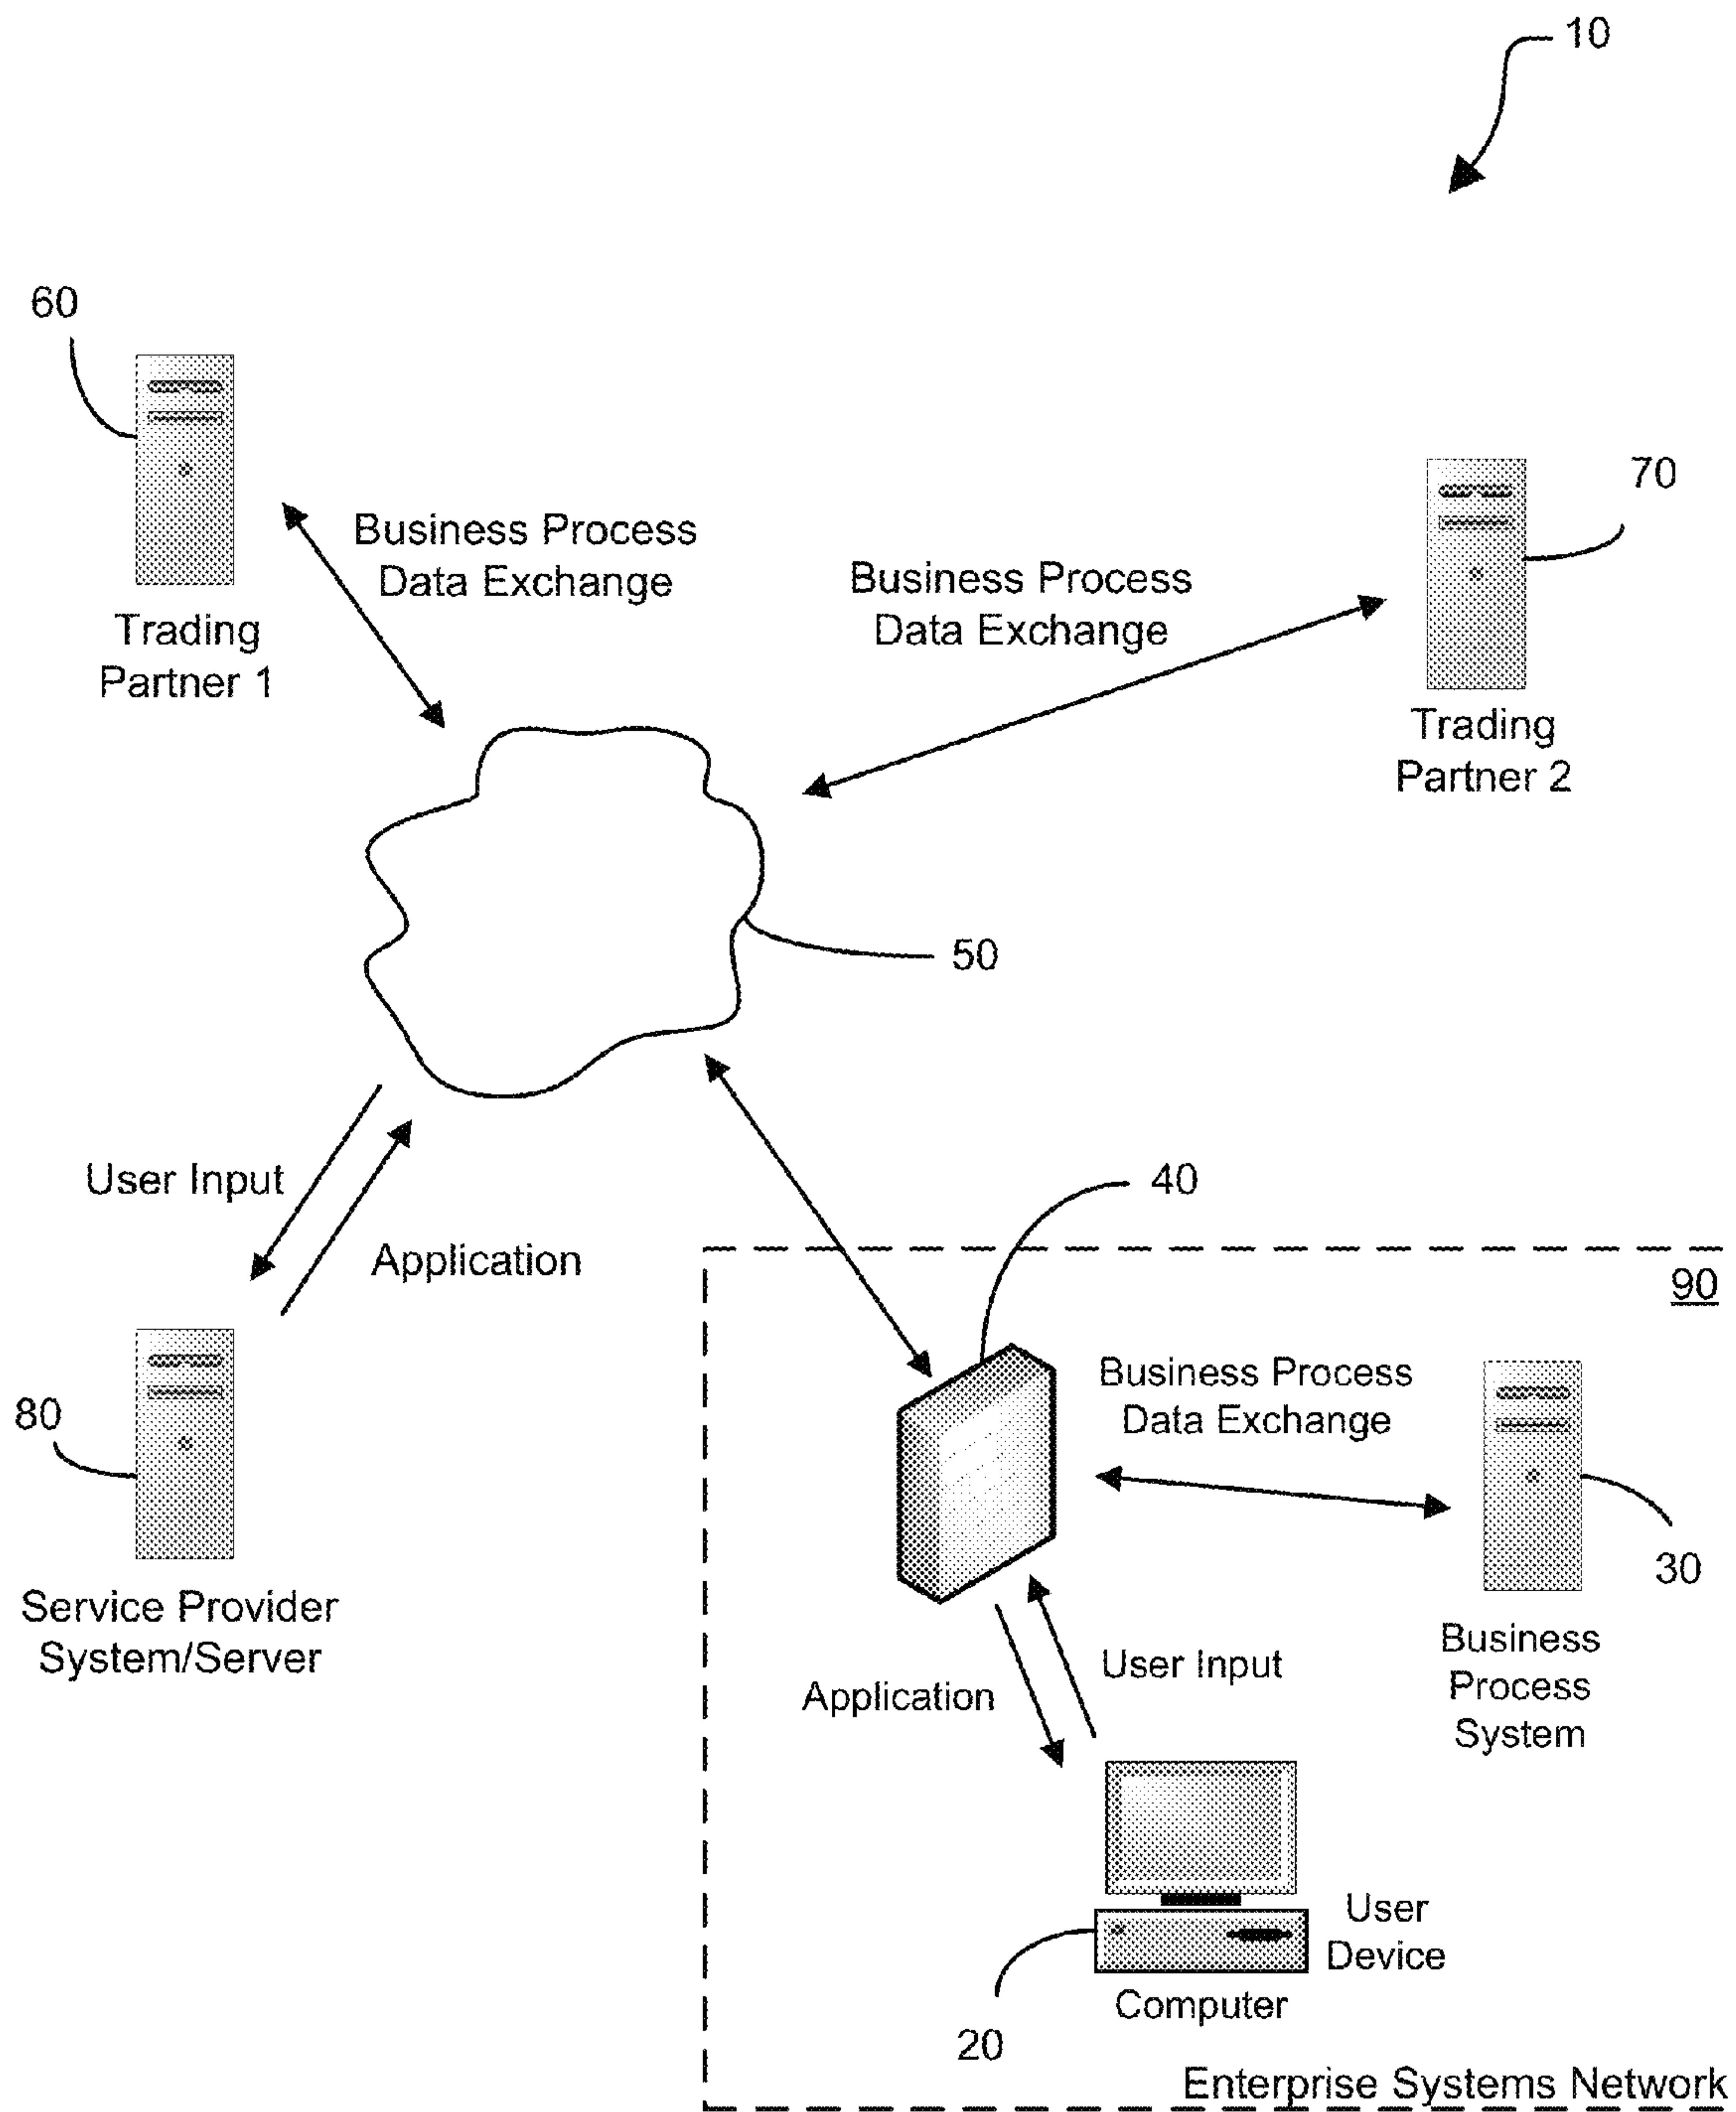 10
60
Business Process
Data Exchange
Trading
Partner 1
70
Business Process
Data Exchange
Trading
Partner 2
50
User Input
Application
40
90
80
Service Provider
System/Server
Business Process
Data Exchange
30
Business
Process
System
Application
User Input
User
Device
Computer
20
Enterprise Systems Network